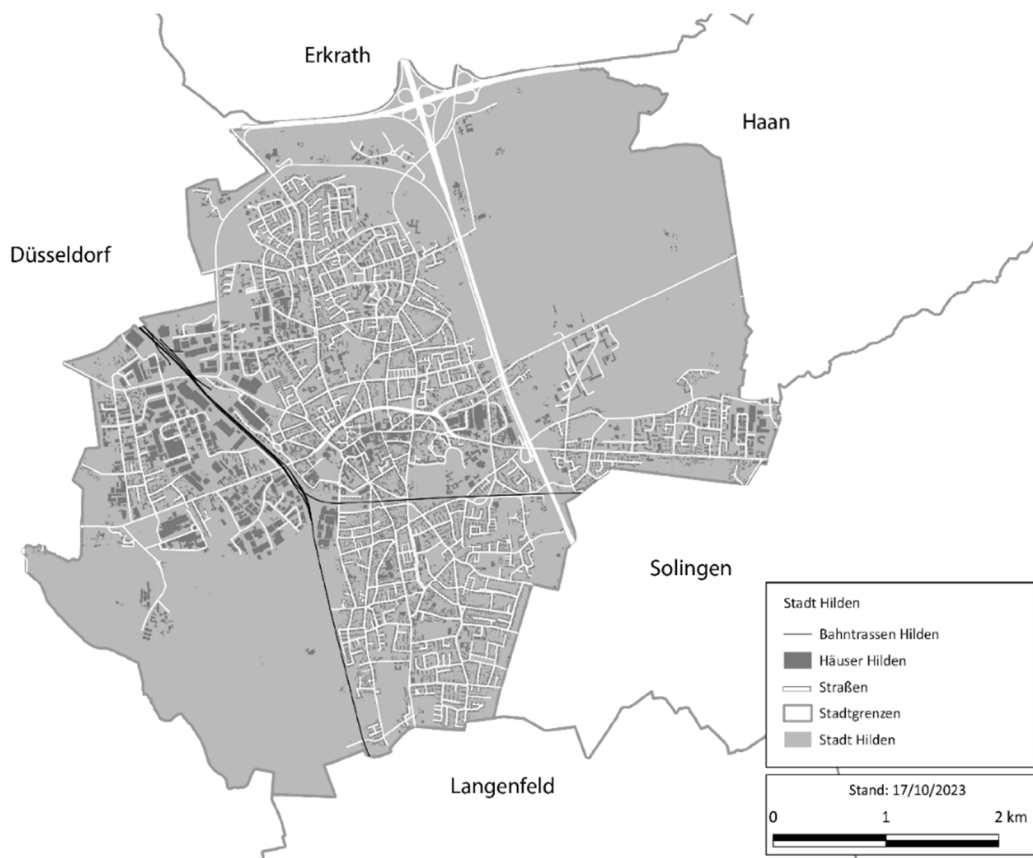 Erkrath
Haan
Düsseldorf
Solingen
Langenfeld
Stadt Hilden
Bahntrassen Hilden
Häuser Hilden
Straßen
Stadtgrenzen
Stadt Hilden
Stand: 17/10/2023
0 1 2 km